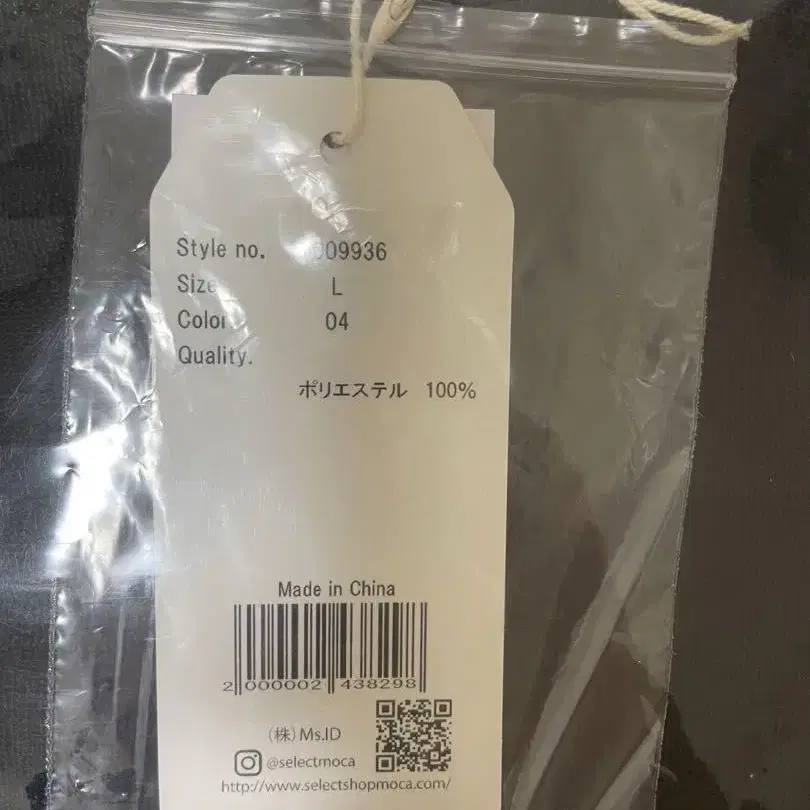 Style no. 009936
Size L
Color 04
Quality.
ポリエステル 100%
Made in China
2 000002 438298
(株)Ms.ID
@selectmoca
http://www.selectshopmoca.com/